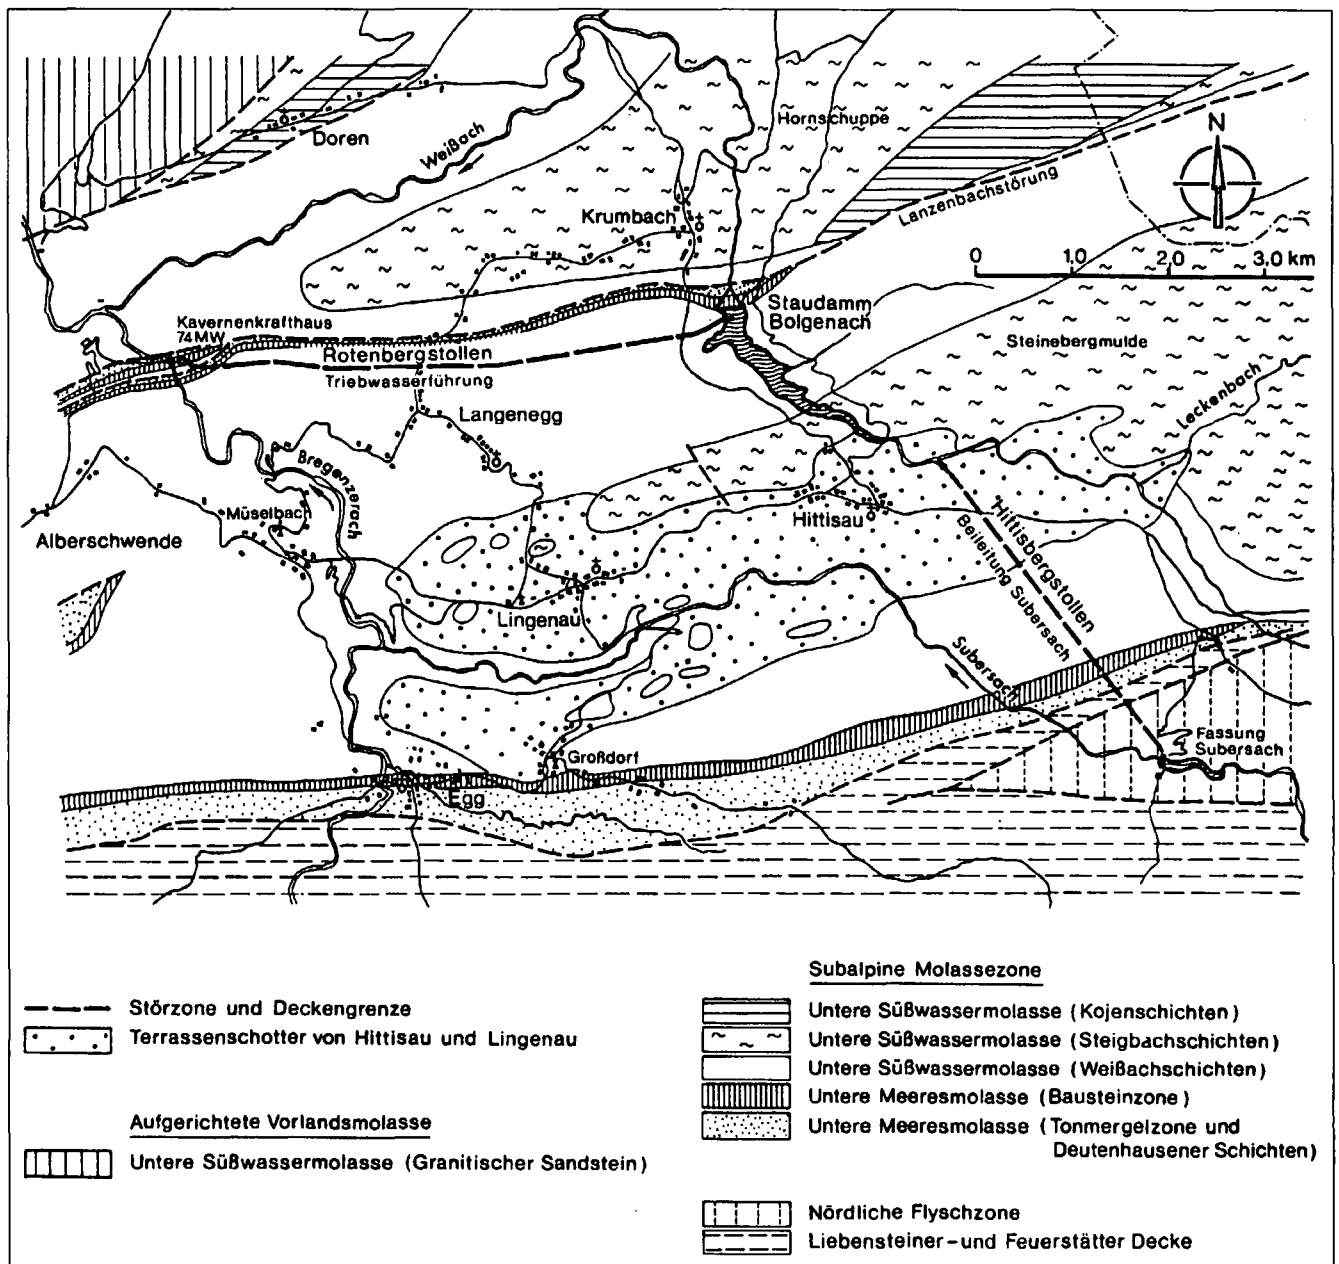 Doren
Weißach
Hornschuppe
N
Krumbach
Lanzenbachstörung
0 1,0 2,0 3,0 km
Kavernenkrafthaus
74MW
Staudamm
Bolgenach
Rotenbergstollen
Triebwasserführung
Steinebergmulde
Leckenbach
Langenegg
Bregenzerach
Müselbach
Alberschwende
Hittisau
Hittisbergstollen
Beileitung Subersach
Lingenau
Subersach
Fassung
Subersach
Großdorf
Egg
Störzone und Deckengrenze
Terrassenschotter von Hittisau und Lingenau
Aufgerichtete Vorlandsmolasse
Untere Süßwassermolasse (Granitischer Sandstein)
Subalpine Molassezone
Untere Süßwassermolasse (Kojenschichten)
Untere Süßwassermolasse (Steigbachschichten)
Untere Süßwassermolasse (Weißachschichten)
Untere Meeresmolasse (Bausteinzone)
Untere Meeresmolasse (Tonmergelzone und
Deutenhausener Schichten)
Nördliche Flyschzone
Liebensteiner- und Feuerstätter Decke